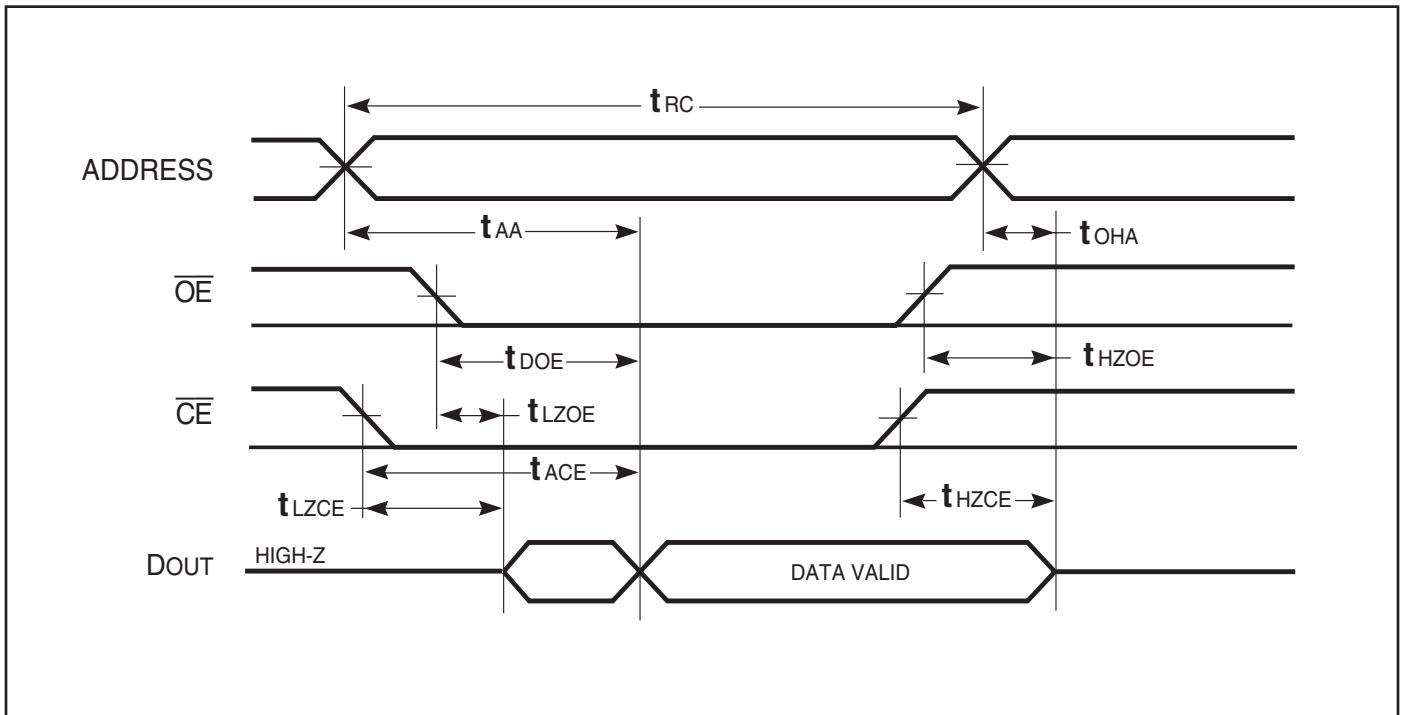 tRC
ADDRESS
tAA
tOHA
OE
tDOE
tHZOE
CE
tLZOE
tACE
tLZCE
tHZCE
DOUT
HIGH-Z
DATA VALID